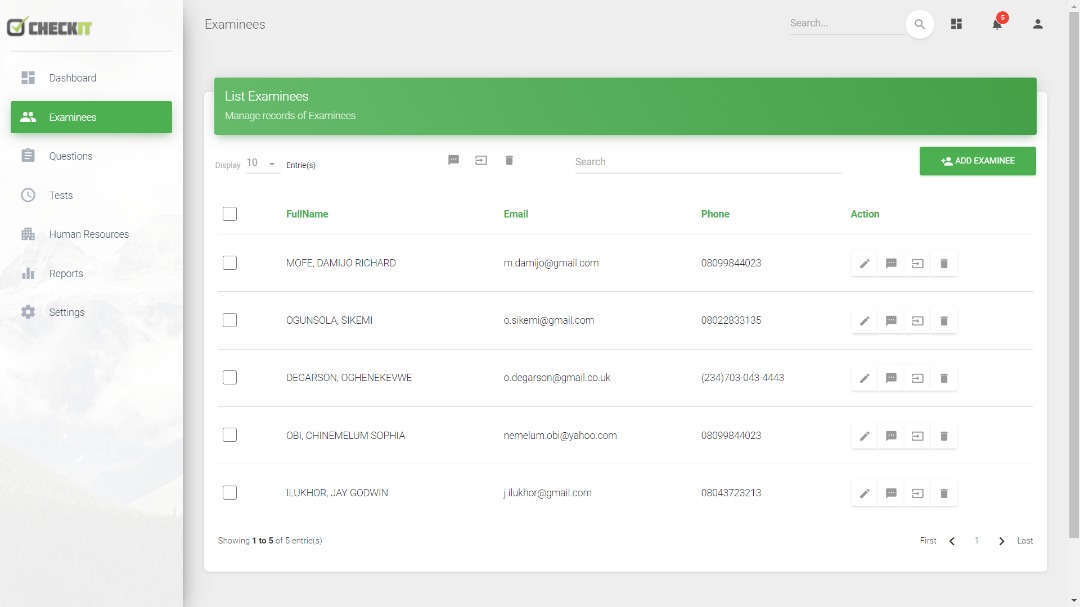 CHECKIT
Examinees
Search...
5
Dashboard
Examinees
Questions
Tests
Human Resources
Reports
Settings
List Examinees
Manage records of Examinees
Display 10 Entrie(s)
Search
ADD EXAMINEE
FullName Email Phone Action
MOFE, DAMIJO RICHARD m.damijo@gmail.com 08099844023
OGUNSOLA, SIKEMI o.sikemi@gmail.com 08022833135
DEGARSON, OGHENEKEVWE o.degarson@gmail.co.uk (234)703-043-4443
OBI, CHINEMELUM SOPHIA nemelum.obi@yahoo.com 08099844023
ILUKHOR, JAY GODWIN j.ilukhor@gmail.com 08043723213
Showing 1 to 5 of 5 entrie(s)
First 1 Last